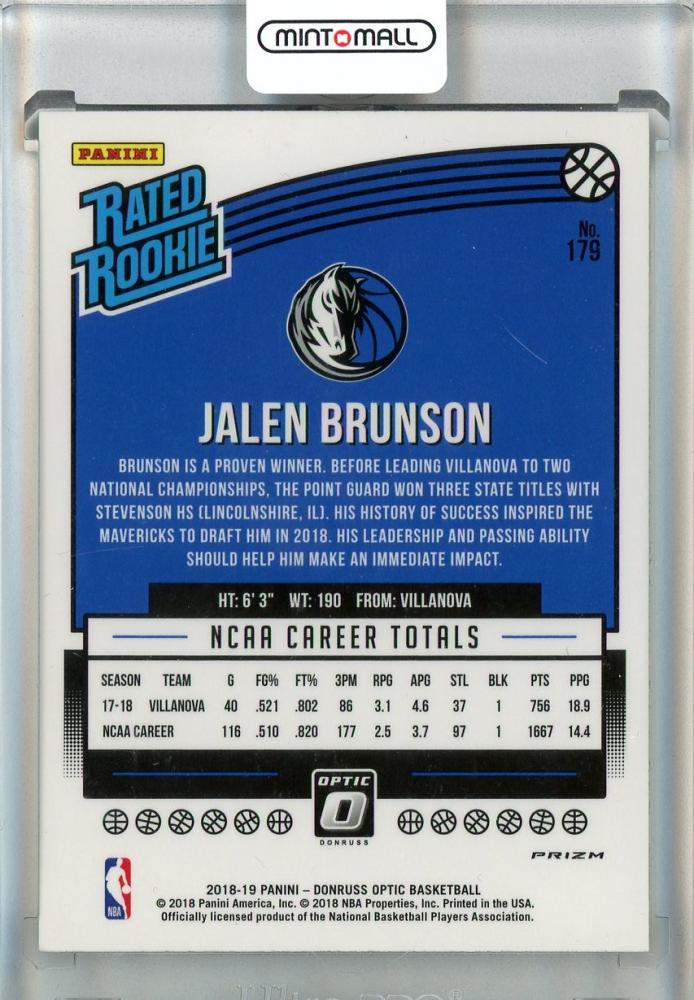 MINTMALL
PANINI
RATED
ROOKIE
No.
179
JALEN BRUNSON
BRUNSON IS A PROVEN WINNER. BEFORE LEADING VILLANOVA TO TWO
NATIONAL CHAMPIONSHIPS, THE POINT GUARD WON THREE STATE TITLES WITH
STEVENSON HS (LINCOLNSHIRE, IL). HIS HISTORY OF SUCCESS INSPIRED THE
MAVERICKS TO DRAFT HIM IN 2018. HIS LEADERSHIP AND PASSING ABILITY
SHOULD HELP HIM MAKE AN IMMEDIATE IMPACT.
HT: 6' 3" WT: 190 FROM: VILLANOVA
NCAA CAREER TOTALS
SEASON TEAM G FG% FT% 3PM RPG APG STL BLK PTS PPG
17-18 VILLANOVA 40 .521 .802 86 3.1 4.6 37 1 756 18.9
NCAA CAREER 116 .510 .820 177 2.5 3.7 97 1 1667 14.4
OPTIC
O
DONRUSS
PRIZM
NBA
2018-19 PANINI – DONRUSS OPTIC BASKETBALL
© 2018 Panini America, Inc. © 2018 NBA Properties, Inc. Printed in the USA.
Officially licensed product of the National Basketball Players Association.